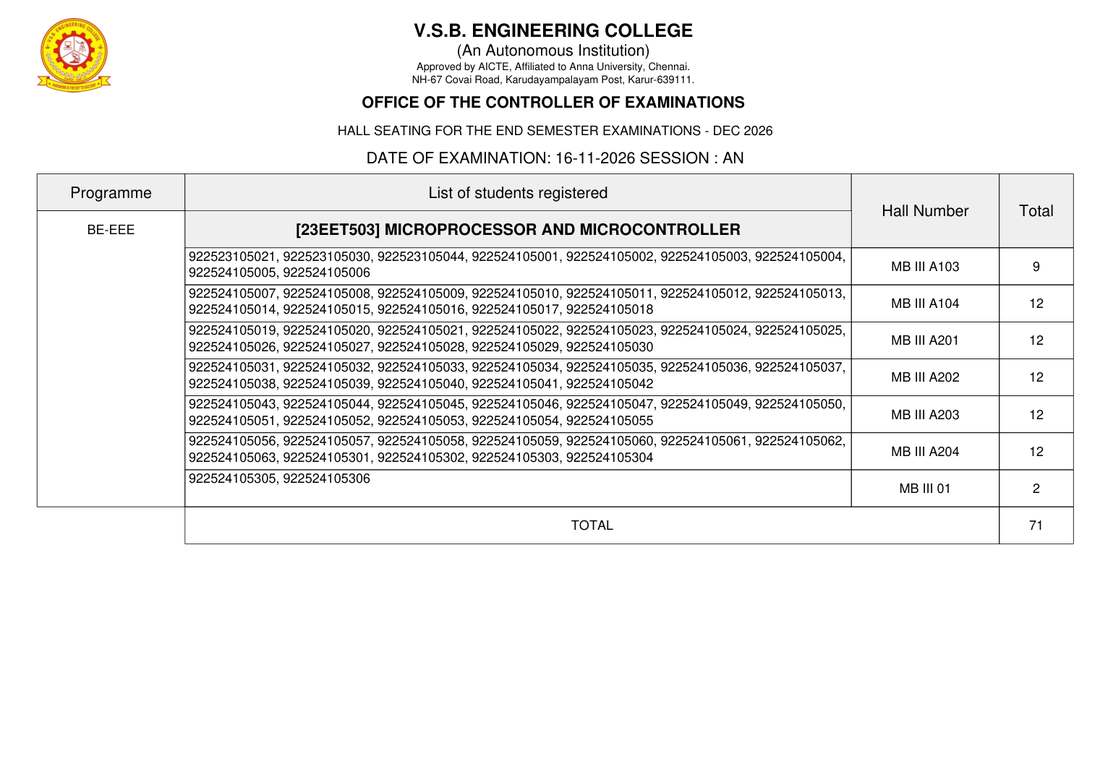 V.S.B. ENGINEERING COLLEGE
(An Autonomous Institution)
Approved by AICTE, Affiliated to Anna University, Chennai.
NH-67 Covai Road, Karudayampalayam Post, Karur-639111.
OFFICE OF THE CONTROLLER OF EXAMINATIONS
HALL SEATING FOR THE END SEMESTER EXAMINATIONS - DEC 2026
DATE OF EXAMINATION: 16-11-2026 SESSION : AN
Programme List of students registered Hall Number Total
BE-EEE [23EET503] MICROPROCESSOR AND MICROCONTROLLER
922523105021, 922523105030, 922523105044, 922524105001, 922524105002, 922524105003, 922524105004,
922524105005, 922524105006 MB III A103 9
922524105007, 922524105008, 922524105009, 922524105010, 922524105011, 922524105012, 922524105013,
922524105014, 922524105015, 922524105016, 922524105017, 922524105018 MB III A104 12
922524105019, 922524105020, 922524105021, 922524105022, 922524105023, 922524105024, 922524105025,
922524105026, 922524105027, 922524105028, 922524105029, 922524105030 MB III A201 12
922524105031, 922524105032, 922524105033, 922524105034, 922524105035, 922524105036, 922524105037,
922524105038, 922524105039, 922524105040, 922524105041, 922524105042 MB III A202 12
922524105043, 922524105044, 922524105045, 922524105046, 922524105047, 922524105049, 922524105050,
922524105051, 922524105052, 922524105053, 922524105054, 922524105055 MB III A203 12
922524105056, 922524105057, 922524105058, 922524105059, 922524105060, 922524105061, 922524105062,
922524105063, 922524105301, 922524105302, 922524105303, 922524105304 MB III A204 12
922524105305, 922524105306 MB III 01 2
TOTAL 71